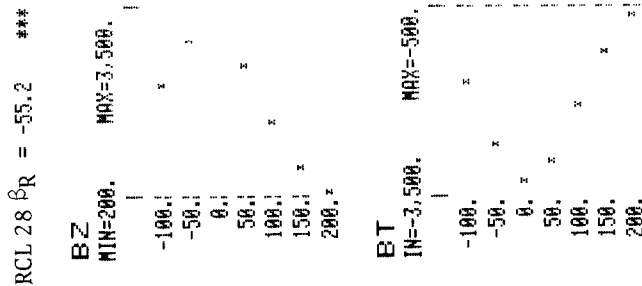 RCL 28 βR = -55.2 ***
BZ
MIN=200. MAX=3,500.
-100.
-50.
0.
50.
100.
150.
200.
BT
IN=-3,500. MAX=-500.
-100.
-50.
0.
50.
100.
150.
200.